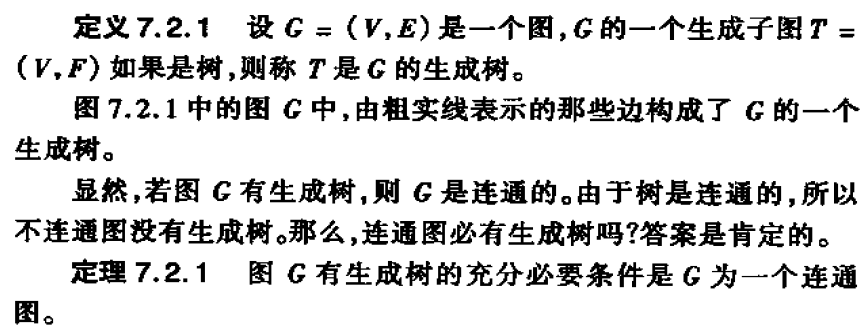 定义 7.2.1 设 G = (V,E)是一个图,G的一个生成子图T =
(V,F)如果是树,则称 T 是 G 的生成树。
图 7.2.1 中的图 G 中,由粗实线表示的那些边构成了 G 的一个
生成树。
显然,若图 G 有生成树,则 G 是连通的。由于树是连通的,所以
不连通图没有生成树。那么,连通图必有生成树吗?答案是肯定的。
定理 7.2.1 图 G 有生成树的充分必要条件是 G 为一个连通
图。